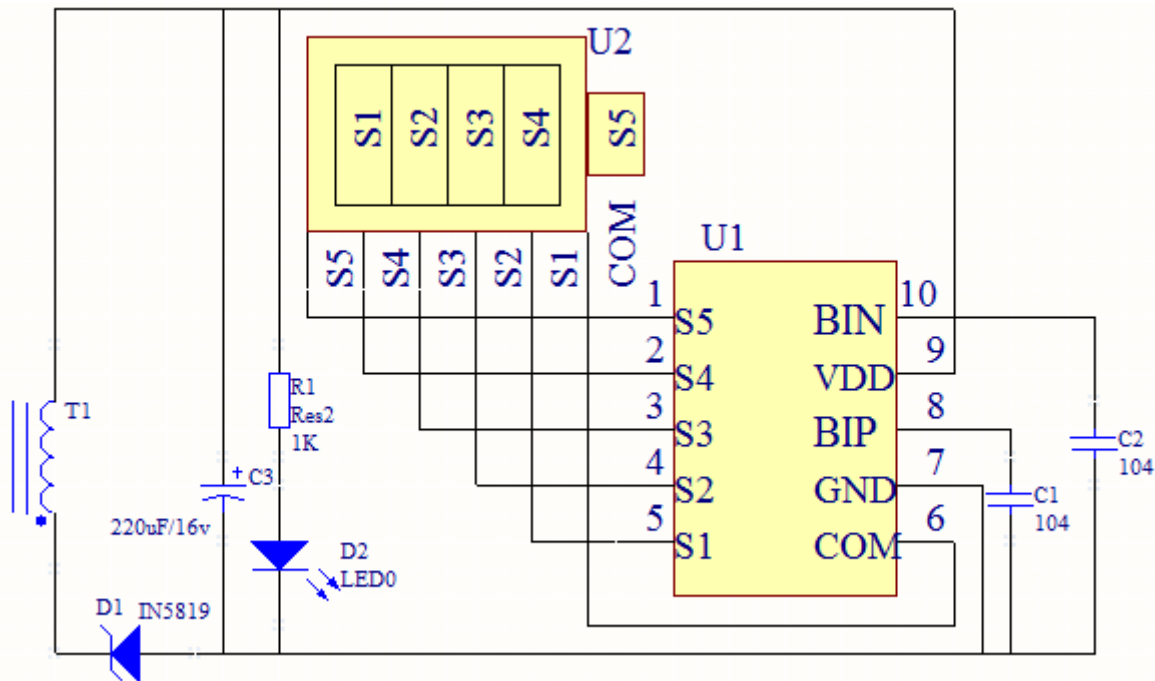 U2
S1 S2 S3 S4 S5
S5 S4 S3 S2 S1 COM
U1
1 S5 BIN 10
2 S4 VDD 9
3 S3 BIP 8
4 S2 GND 7
5 S1 COM 6
T1
R1
Res2
1K
+ C3
220uF/16v
D2
LED0
D1 IN5819
C2
104
C1
104